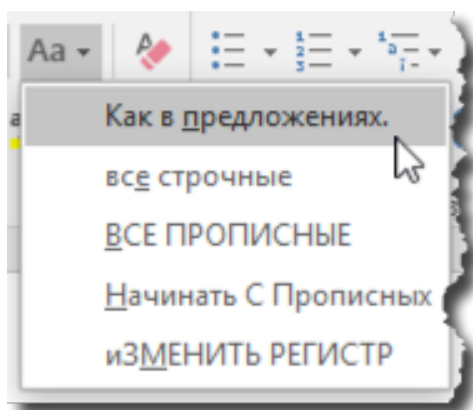 Aa
Как в предложениях.
все строчные
ВСЕ ПРОПИСНЫЕ
Начинать С Прописных
иЗМЕНИТЬ РЕГИСТР